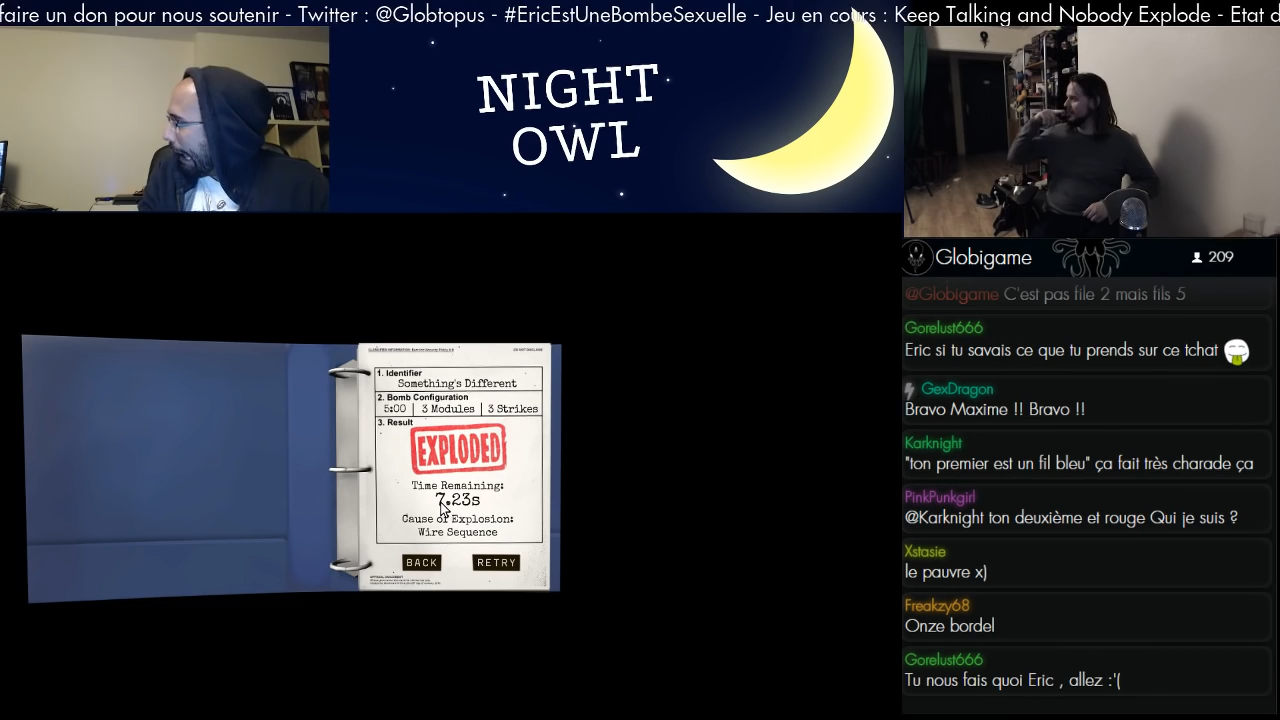 faire un don pour nous soutenir - Twitter : @Globtopus - #EricEstUneBombeSexuelle - Jeu en cours : Keep Talking and Nobody Explode - Etat d
NIGHT
OWL
Globigame
209
@Globigame C'est pas file 2 mais fils 5
Gorelust666
Eric si tu savais ce que tu prends sur ce tchat
GexDragon
Bravo Maxime !! Bravo !!
Karknight
"ton premier est un fil bleu" ça fait très charade ça
PinkPunkgirl
@Karknight ton deuxième et rouge Qui je suis ?
Xstasie
le pauvre x)
Freakzy68
Onze bordel
Gorelust666
Tu nous fais quoi Eric , allez :'(
1. Identifier
Something's Different
2. Bomb Configuration
5:00 | 3 Modules | 3 Strikes
3. Result
EXPLODED
Time Remaining:
7.23s
Cause of Explosion:
Wire Sequence
BACK
RETRY